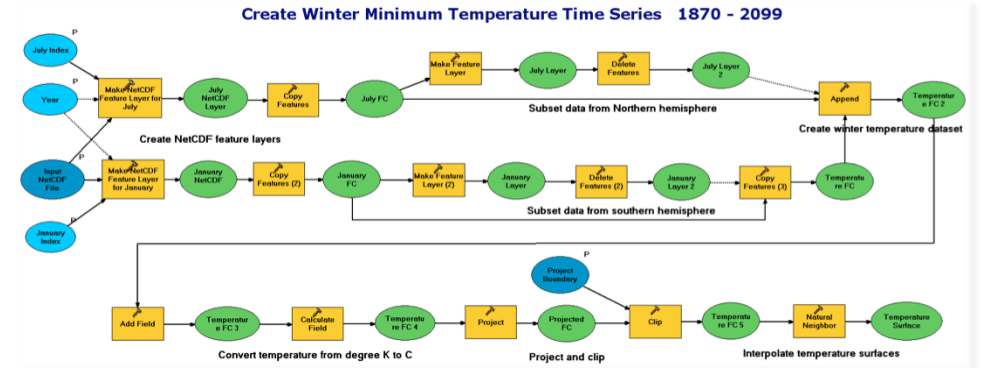 Create Winter Minimum Temperature Time Series 1870 - 2099
P
July Index
P
Year
P
Input
NetCDF
File
P
January
Index
Make NetCDF
Feature Layer for
July
July
NetCDF
Layer
Copy
Features
July FC
Make Feature
Layer
July Layer
Delete
Features
July Layer
2
Append
Temperatur
e FC 2
Subset data from Northern hemisphere
Create winter temperature dataset
Create NetCDF feature layers
Make NetCDF
Feature Layer
for January
January
NetCDF
Copy
Features (2)
January
FC
Make Feature
Layer (2)
January
Layer
Delete
Features (2)
January
Layer 2
Copy
Features (3)
Temperatu
re FC
Subset data from southern hemisphere
P
Project
Boundary
Add Field
Temperatur
e FC 3
Calculate
Field
Temperatu
re FC 4
Project
Projected
FC
Clip
Temperatu
re FC 5
Natural
Neighbor
Temperature
Surface
Convert temperature from degree K to C
Project and clip
Interpolate temperature surfaces